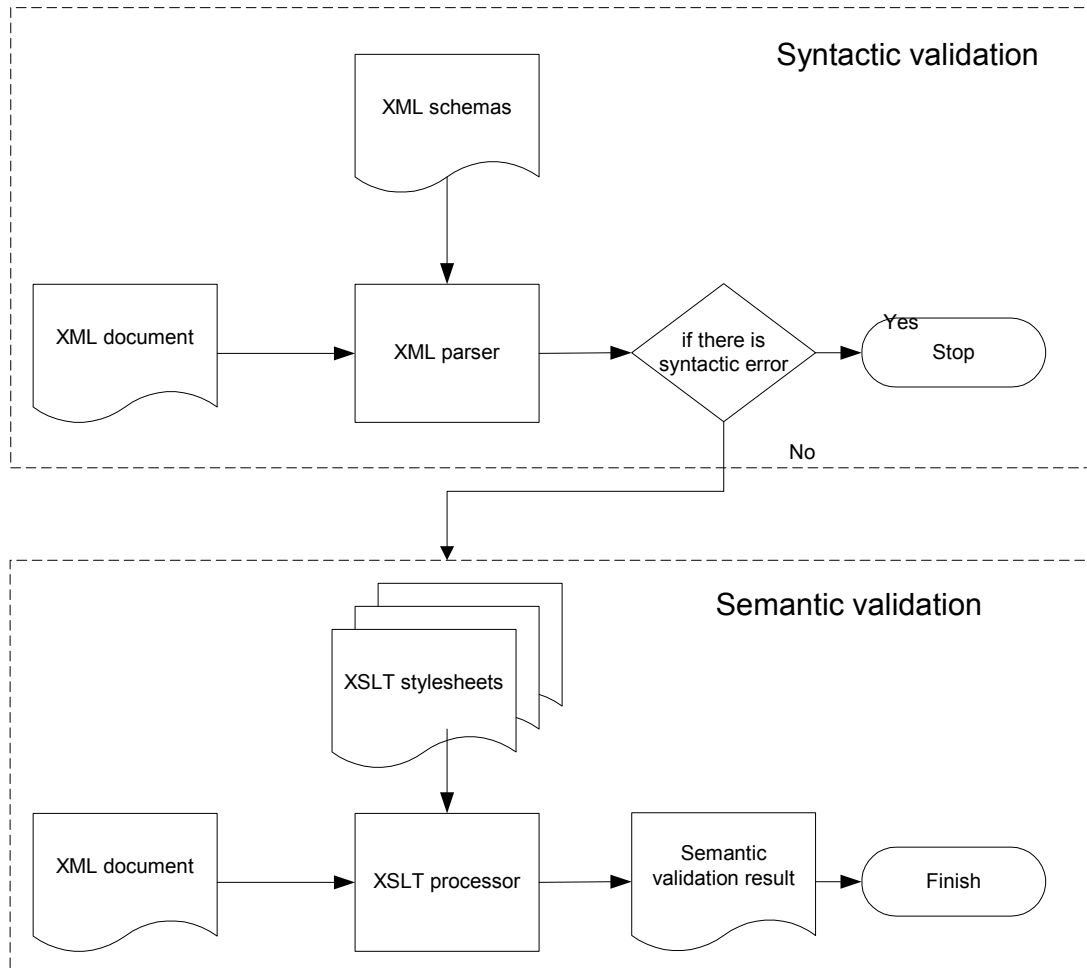 Syntactic validation
XML schemas
XML document
XML parser
if there is
syntactic error
Yes
Stop
No
Semantic validation
XSLT stylesheets
XML document
XSLT processor
Semantic
validation result
Finish